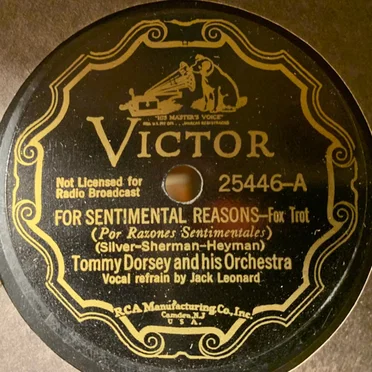 "HIS MASTER'S VOICE"
VICTOR
Not Licensed for
Radio Broadcast
25446-A
FOR SENTIMENTAL REASONS-Fox Trot
(Por Razones Sentimentales)
(Silver-Sherman-Heyman)
Tommy Dorsey and his Orchestra
Vocal refrain by Jack Leonard
RCA Manufacturing Co., Inc.
Camden, N.J
U.S.A.